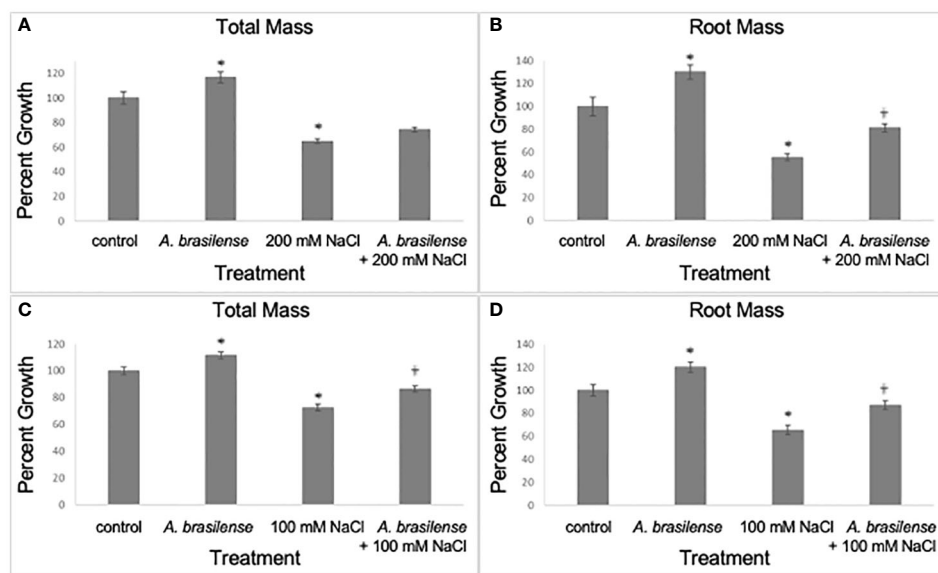 A
Total Mass
Percent Growth
120
100
80
60
40
20
0
*
*
control
A. brasilense
200 mM NaCl
A. brasilense
+ 200 mM NaCl
Treatment
B
Root Mass
Percent Growth
140
120
100
80
60
40
20
0
*
*
†
control
A. brasilense
200 mM NaCl
A. brasilense
+ 200 mM NaCl
Treatment
C
Total Mass
Percent Growth
120
100
80
60
40
20
0
*
*
†
control
A. brasilense
100 mM NaCl
A. brasilense
+ 100 mM NaCl
Treatment
D
Root Mass
Percent Growth
140
120
100
80
60
40
20
0
*
*
†
control
A. brasilense
100 mM NaCl
A. brasilense
+ 100 mM NaCl
Treatment